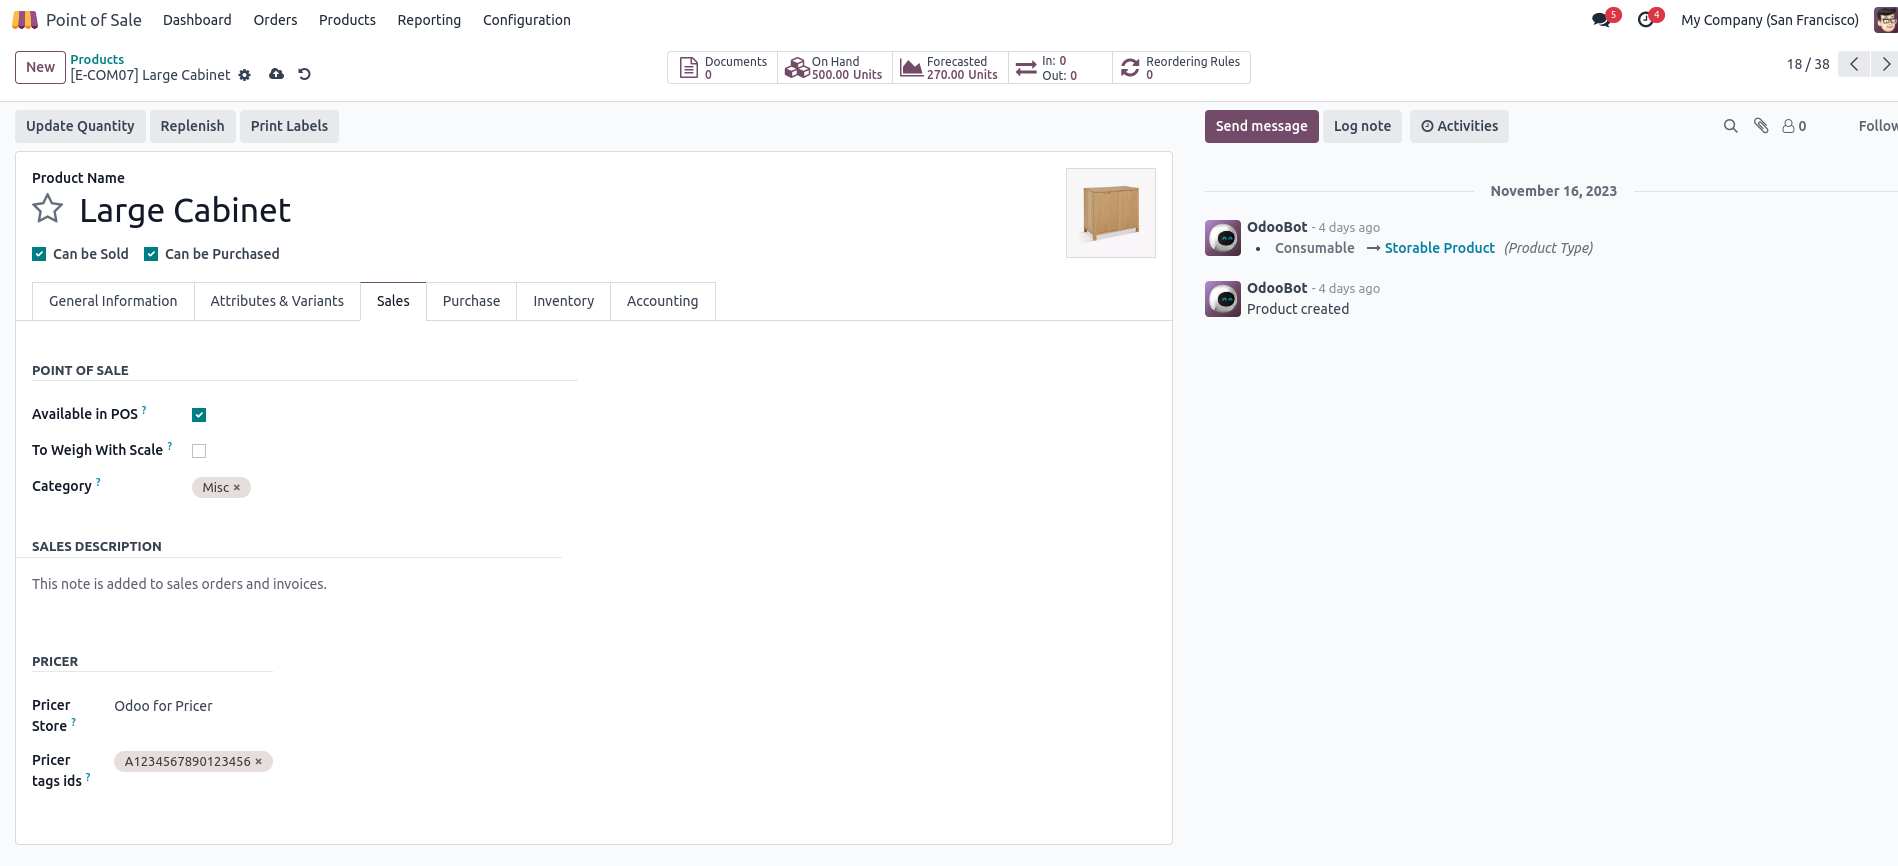 Point of Sale Dashboard Orders Products Reporting Configuration 5 4 My Company (San Francisco)
New Products
[E-COM07] Large Cabinet
Documents
0
On Hand
500.00 Units
Forecasted
270.00 Units
In: 0
Out: 0
Reordering Rules
0
18 / 38
Update Quantity Replenish Print Labels
Send message Log note Activities 0 Follow
Product Name
Large Cabinet
Can be Sold Can be Purchased
General Information Attributes & Variants Sales Purchase Inventory Accounting
POINT OF SALE
Available in POS ?
To Weigh With Scale ?
Category ? Misc ×
SALES DESCRIPTION
This note is added to sales orders and invoices.
PRICER
Pricer
Store ? Odoo for Pricer
Pricer
tags ids ? A1234567890123456 ×
November 16, 2023
OdooBot - 4 days ago
• Consumable → Storable Product (Product Type)
OdooBot - 4 days ago
Product created